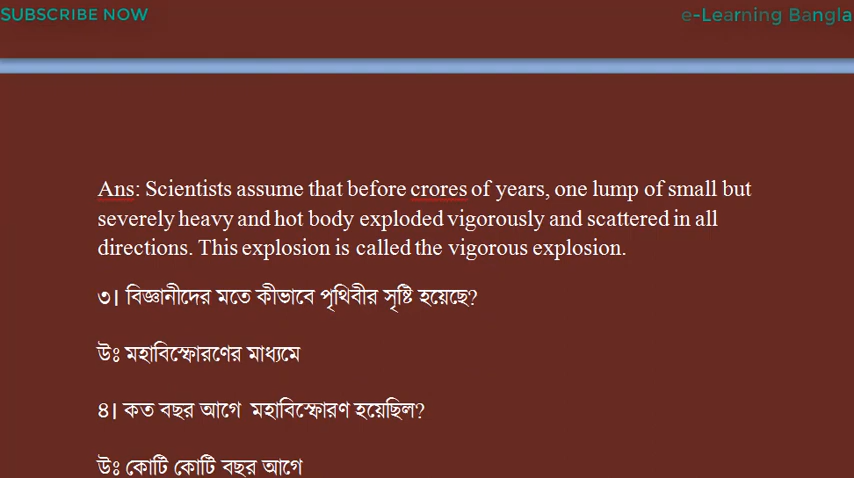 SUBSCRIBE NOW
e-Learning Bangla
Ans: Scientists assume that before crores of years, one lump of small but
severely heavy and hot body exploded vigorously and scattered in all
directions. This explosion is called the vigorous explosion.
৩। বিজ্ঞানীদের মতে কীভাবে পৃথিবীর সৃষ্টি হয়েছে?
উঃ মহাবিস্ফোরণের মাধ্যমে
৪। কত বছর আগে মহাবিস্ফোরণ হয়েছিল?
উঃ কোটি কোটি বছর আগে